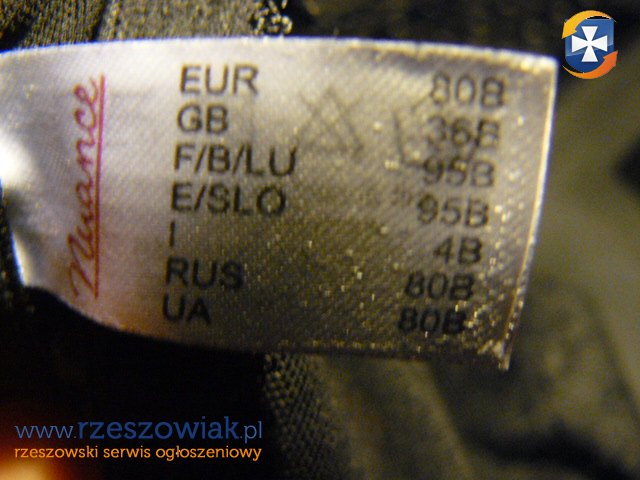 Nuance
EUR 80B
GB 36B
F/B/LU 95B
E/SLO 95B
I 4B
RUS 80B
UA 80B
www.rzeszowiak.pl
rzeszowski serwis ogłoszeniowy